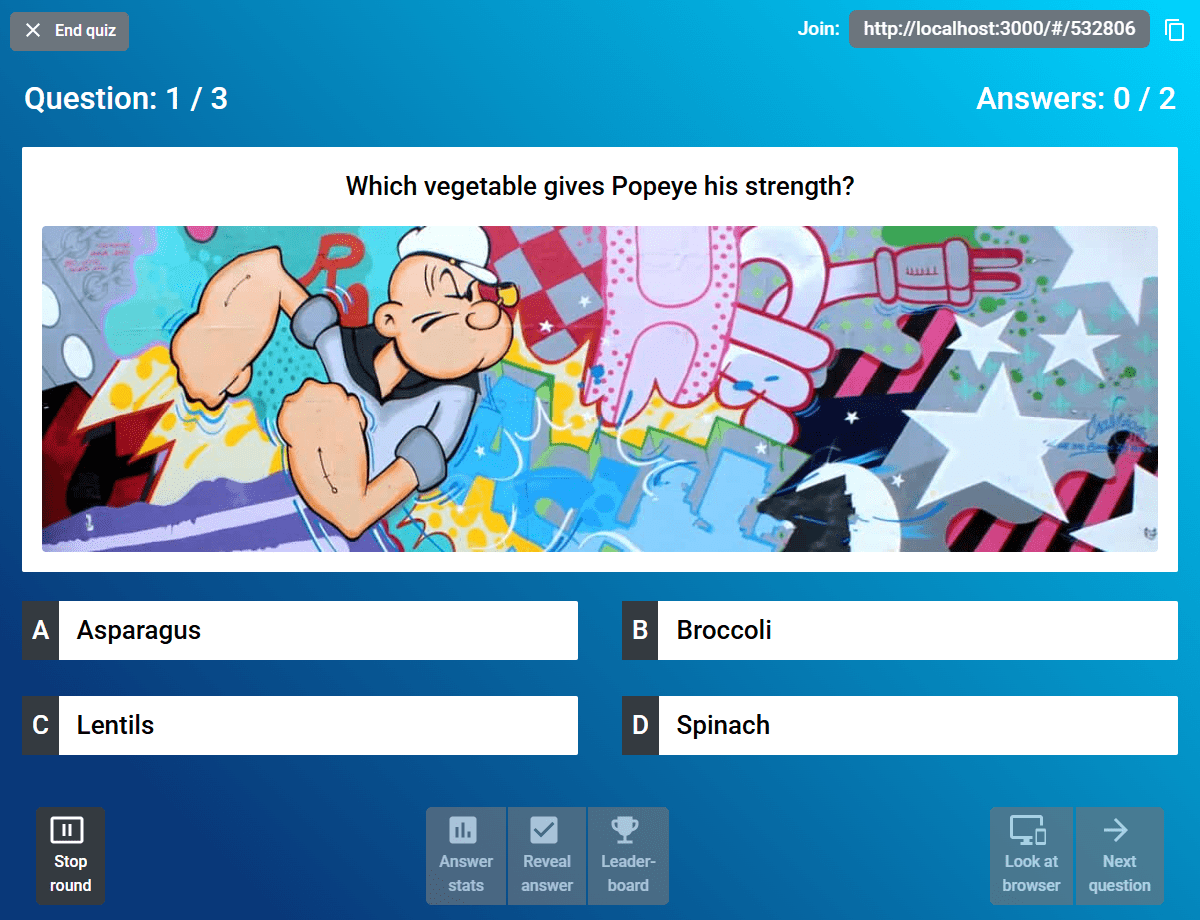 End quiz
Join: http://localhost:3000/#/532806
Question: 1 / 3
Answers: 0 / 2
Which vegetable gives Popeye his strength?
A Asparagus
B Broccoli
C Lentils
D Spinach
Stop
round
Answer
stats
Reveal
answer
Leader-
board
Look at
browser
Next
question